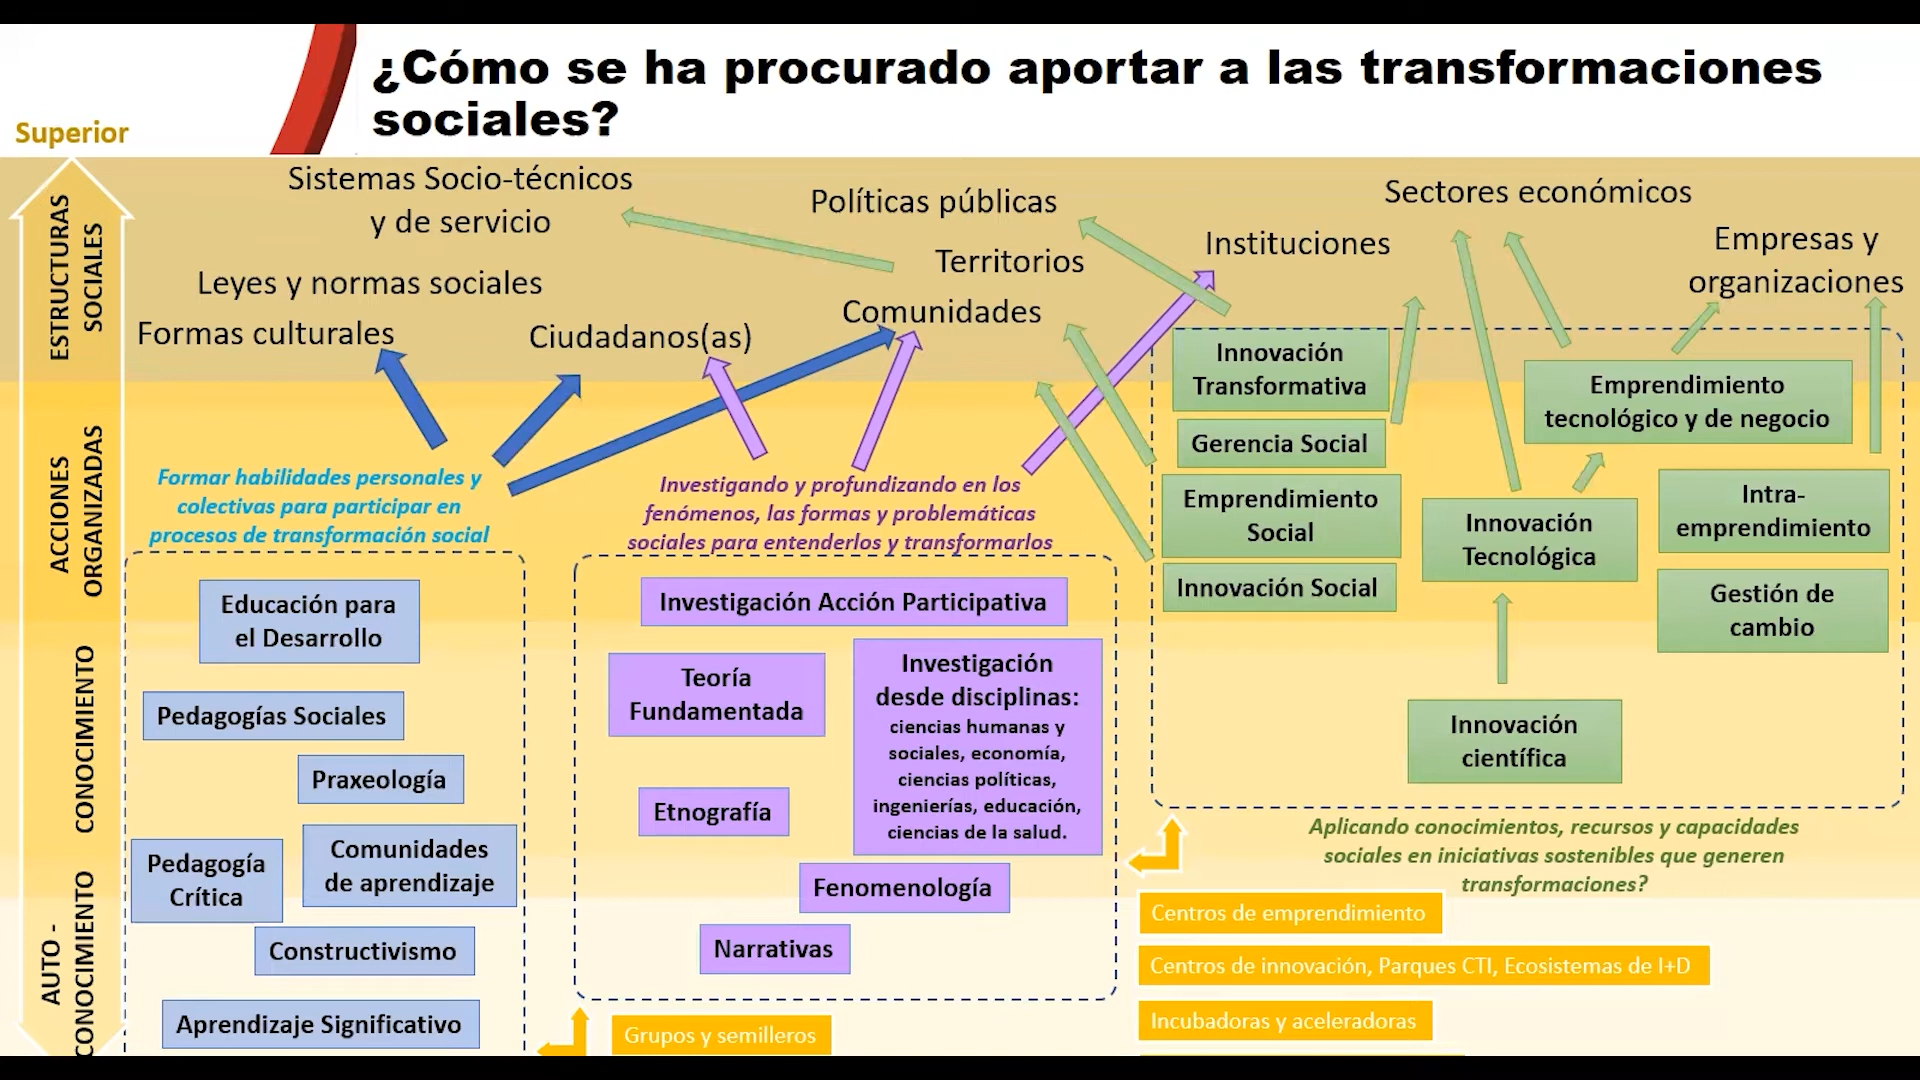 ¿Cómo se ha procurado aportar a las transformaciones
sociales?
Superior
ESTRUCTURAS
SOCIALES
ACCIONES
ORGANIZADAS
CONOCIMIENTO
AUTO -
CONOCIMIENTO
Sistemas Socio-técnicos
y de servicio
Políticas públicas
Sectores económicos
Instituciones
Empresas y
organizaciones
Territorios
Leyes y normas sociales
Comunidades
Formas culturales
Ciudadanos(as)
Formar habilidades personales y
colectivas para participar en
procesos de transformación social
Educación para
el Desarrollo
Pedagogías Sociales
Praxeología
Pedagogía
Crítica
Comunidades
de aprendizaje
Constructivismo
Aprendizaje Significativo
Investigando y profundizando en los
fenómenos, las formas y problemáticas
sociales para entenderlos y transformarlos
Investigación Acción Participativa
Teoría
Fundamentada
Investigación
desde disciplinas:
ciencias humanas y
sociales, economía,
ciencias políticas,
ingenierías, educación,
ciencias de la salud.
Etnografía
Fenomenología
Narrativas
Grupos y semilleros
Innovación
Transformativa
Gerencia Social
Emprendimiento
Social
Innovación Social
Emprendimiento
tecnológico y de negocio
Innovación
Tecnológica
Intra-
emprendimiento
Gestión de
cambio
Innovación
científica
Aplicando conocimientos, recursos y capacidades
sociales en iniciativas sostenibles que generen
transformaciones?
Centros de emprendimiento
Centros de innovación, Parques CTI, Ecosistemas de I+D
Incubadoras y aceleradoras